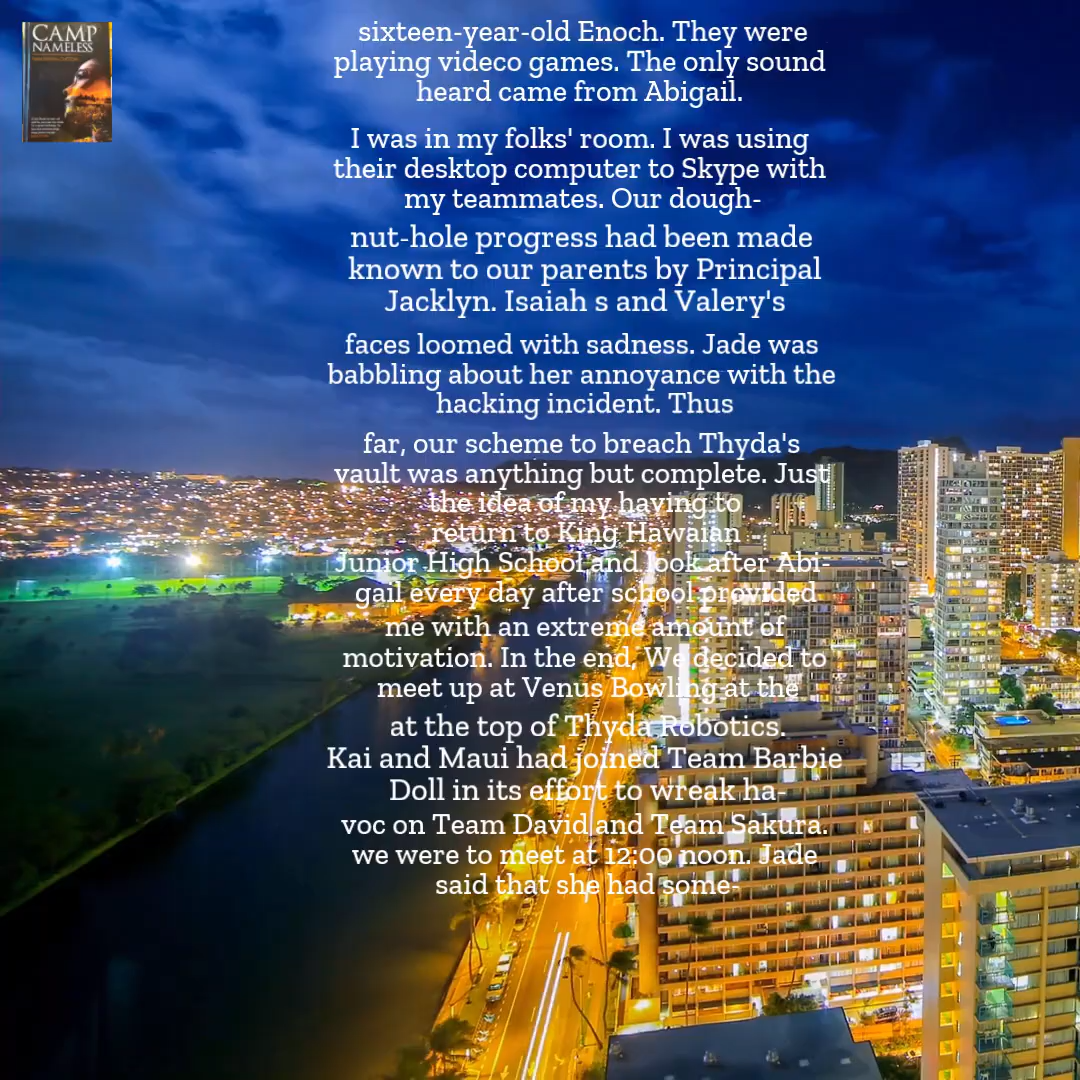 CAMP
NAMELESS
sixteen-year-old Enoch. They were
playing videco games. The only sound
heard came from Abigail.
I was in my folks' room. I was using
their desktop computer to Skype with
my teammates. Our dough-
nut-hole progress had been made
known to our parents by Principal
Jacklyn. Isaiah s and Valery's
faces loomed with sadness. Jade was
babbling about her annoyance with the
hacking incident. Thus
far, our scheme to breach Thyda's
vault was anything but complete. Just
the idea of my having to
return to King Hawaian -
Junior High School and look after Abi-
gail every day after school provided
me with an extreme amount of
motivation. In the end, We decided to
meet up at Venus Bowling at the
at the top of Thyda Robotics.
Kai and Maui had joined Team Barbie
Doll in its effort to wreak ha-
voc on Team David and Team Sakura.
we were to meet at 12:00 noon. Jade
said that she had some-